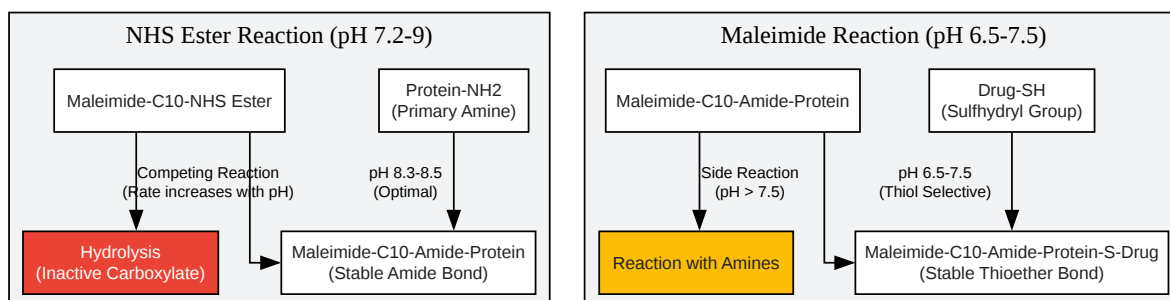 NHS Ester Reaction (pH 7.2-9)
Maleimide-C10-NHS Ester
Protein-NH2
(Primary Amine)
Competing Reaction
(Rate increases with pH)
pH 8.3-8.5
(Optimal)
Hydrolysis
(Inactive Carboxylate)
Maleimide-C10-Amide-Protein
(Stable Amide Bond)
Maleimide Reaction (pH 6.5-7.5)
Maleimide-C10-Amide-Protein
Drug-SH
(Sulfhydryl Group)
Side Reaction
(pH > 7.5)
pH 6.5-7.5
(Thiol Selective)
Reaction with Amines
Maleimide-C10-Amide-Protein-S-Drug
(Stable Thioether Bond)